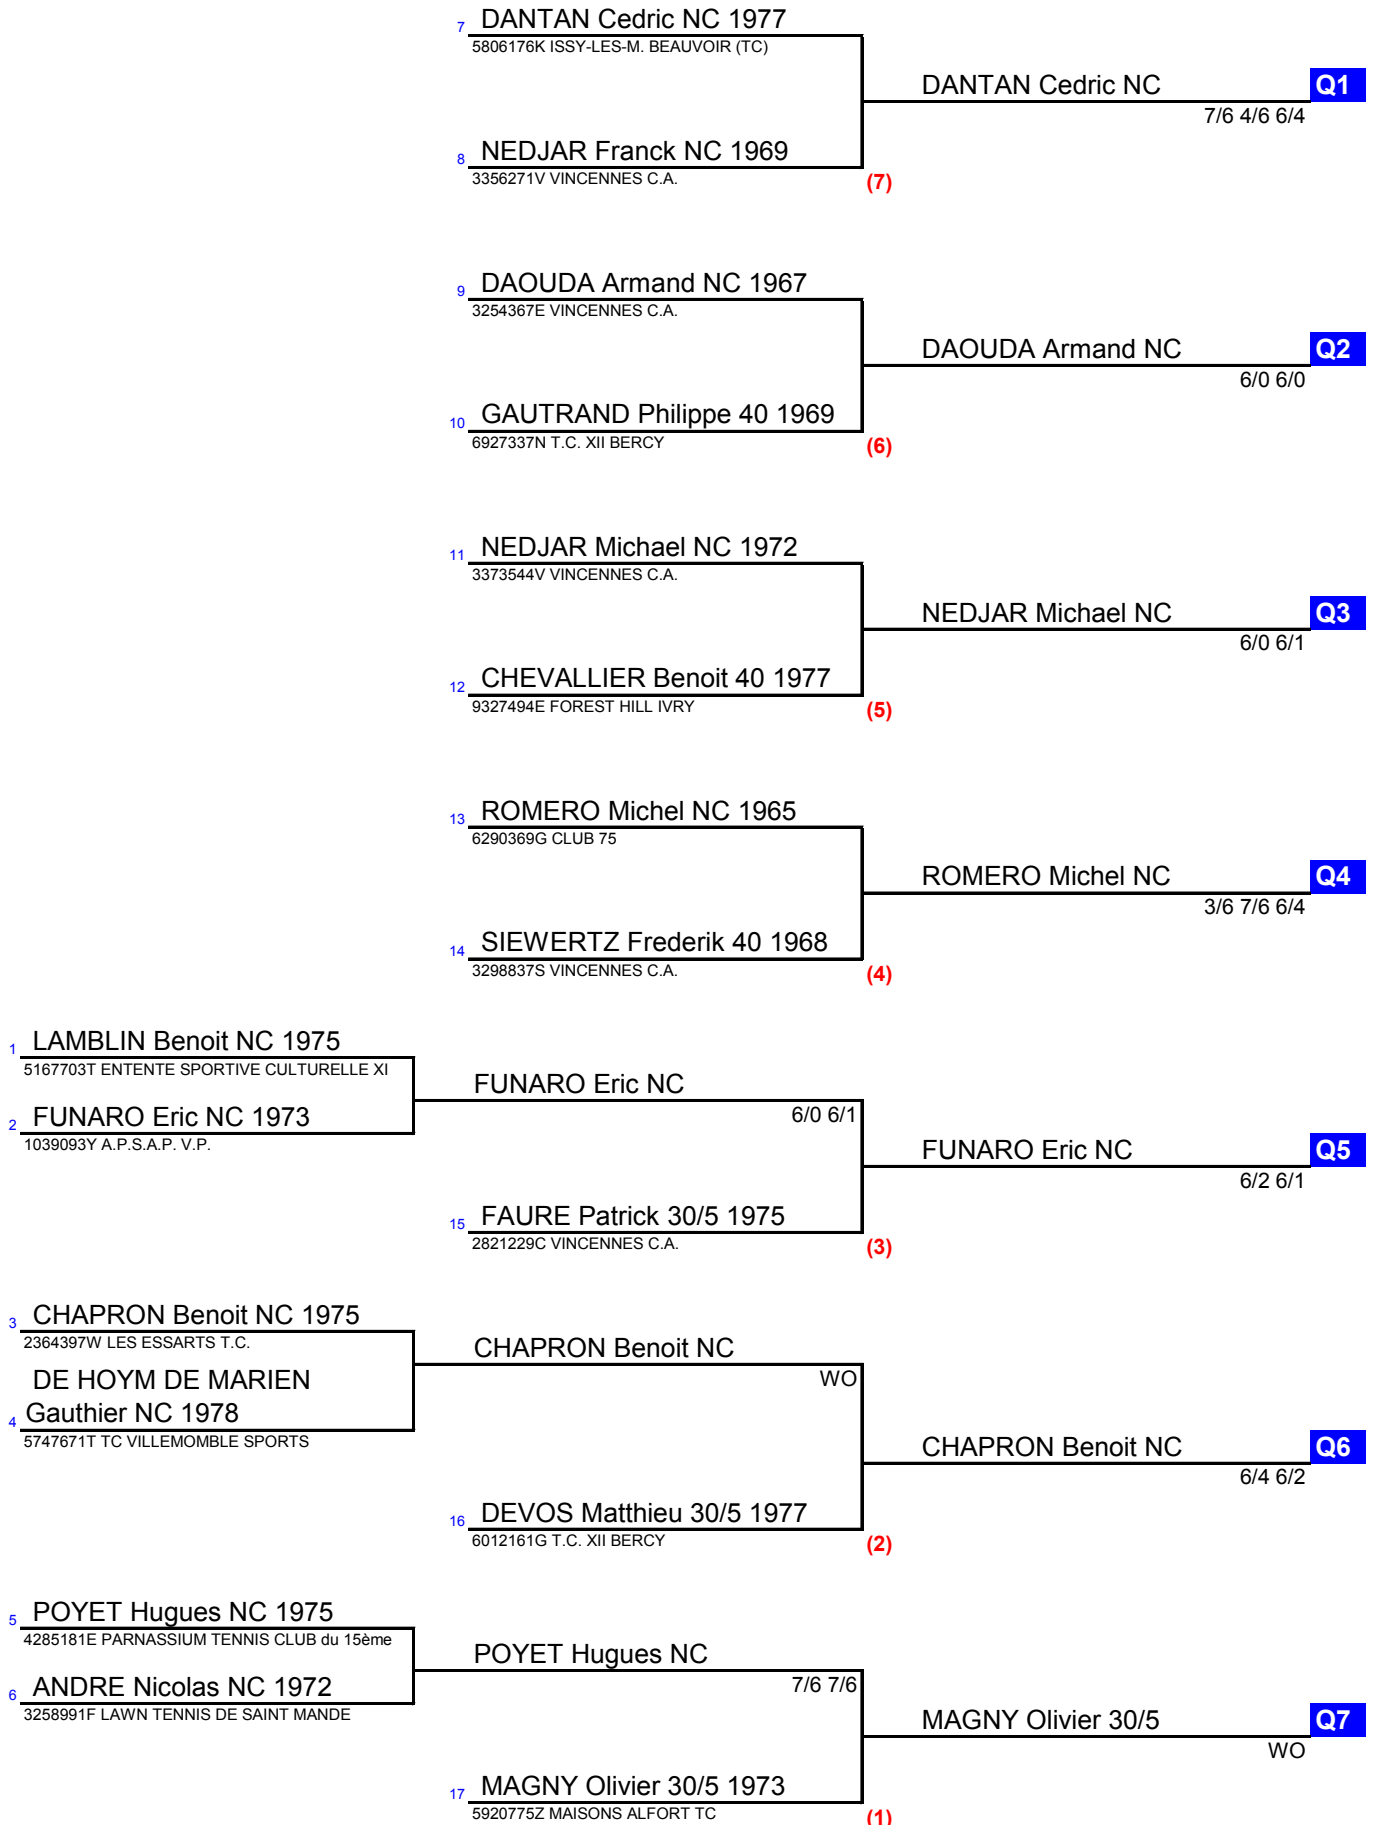 7 DANTAN Cedric NC 1977
5806176K ISSY-LES-M. BEAUVOIR (TC)
DANTAN Cedric NC Q1
7/6 4/6 6/4
8 NEDJAR Franck NC 1969
3356271V VINCENNES C.A.
(7)
9 DAOUDA Armand NC 1967
3254367E VINCENNES C.A.
DAOUDA Armand NC Q2
6/0 6/0
10 GAUTRAND Philippe 40 1969
6927337N T.C. XII BERCY
(6)
11 NEDJAR Michael NC 1972
3373544V VINCENNES C.A.
NEDJAR Michael NC Q3
6/0 6/1
12 CHEVALLIER Benoit 40 1977
9327494E FOREST HILL IVRY
(5)
13 ROMERO Michel NC 1965
6290369G CLUB 75
ROMERO Michel NC Q4
3/6 7/6 6/4
14 SIEWERTZ Frederik 40 1968
3298837S VINCENNES C.A.
(4)
1 LAMBLIN Benoit NC 1975
5167703T ENTENTE SPORTIVE CULTURELLE XI
FUNARO Eric NC
6/0 6/1
2 FUNARO Eric NC 1973
1039093Y A.P.S.A.P. V.P.
FUNARO Eric NC Q5
6/2 6/1
15 FAURE Patrick 30/5 1975
2821229C VINCENNES C.A.
(3)
3 CHAPRON Benoit NC 1975
2364397W LES ESSARTS T.C.
CHAPRON Benoit NC
WO
DE HOYM DE MARIEN
4 Gauthier NC 1978
5747671T TC VILLEMOMBLE SPORTS
CHAPRON Benoit NC Q6
6/4 6/2
16 DEVOS Matthieu 30/5 1977
6012161G T.C. XII BERCY
(2)
5 POYET Hugues NC 1975
4285181E PARNASSIUM TENNIS CLUB du 15ème
POYET Hugues NC
7/6 7/6
6 ANDRE Nicolas NC 1972
3258991F LAWN TENNIS DE SAINT MANDE
MAGNY Olivier 30/5 Q7
WO
17 MAGNY Olivier 30/5 1973
5920775Z MAISONS ALFORT TC
(1)